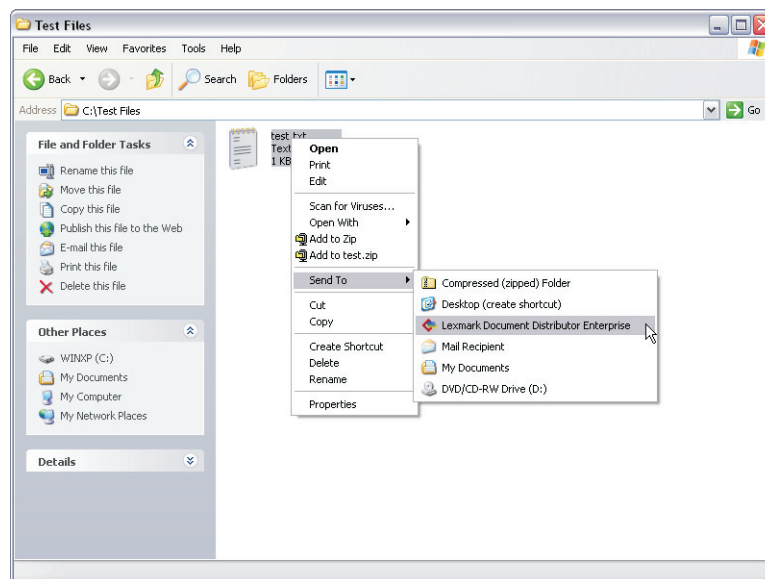 Test Files
File Edit View Favorites Tools Help
Back Search Folders
Address C:\Test Files Go
File and Folder Tasks
Rename this file
Move this file
Copy this file
Publish this file to the Web
E-mail this file
Print this file
Delete this file
Other Places
WINXP (C:)
My Documents
My Computer
My Network Places
Details
test.txt
Text
1 KB
Open
Print
Edit
Scan for Viruses...
Open With
Add to Zip
Add to test.zip
Send To
Cut
Copy
Create Shortcut
Delete
Rename
Properties
Compressed (zipped) Folder
Desktop (create shortcut)
Lexmark Document Distributor Enterprise
Mail Recipient
My Documents
DVD/CD-RW Drive (D:)